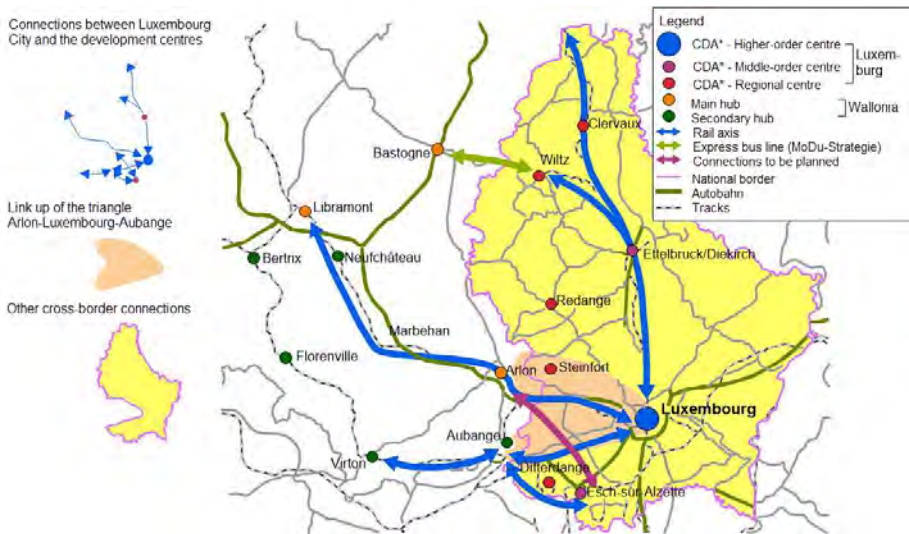 Connections between Luxembourg
City and the development centres
Link up of the triangle
Arlon-Luxembourg-Aubange
Other cross-border connections
Legend
CDA* - Higher-order centre
CDA* - Middle-order centre
CDA* - Regional centre
Luxem-
burg
Main hub
Secondary hub
Wallonia
Rail axis
Express bus line (MoDu-Strategie)
Connections to be planned
National border
Autobahn
Tracks
Clervaux
Bastogne
Wiltz
Libramont
Bertrix
Neufchâteau
Ettelbruck/Diekirch
Redange
Marbehan
Florenville
Arlon
Steinfort
Luxembourg
Aubange
Virton
Differdange
Esch-sur-Alzette